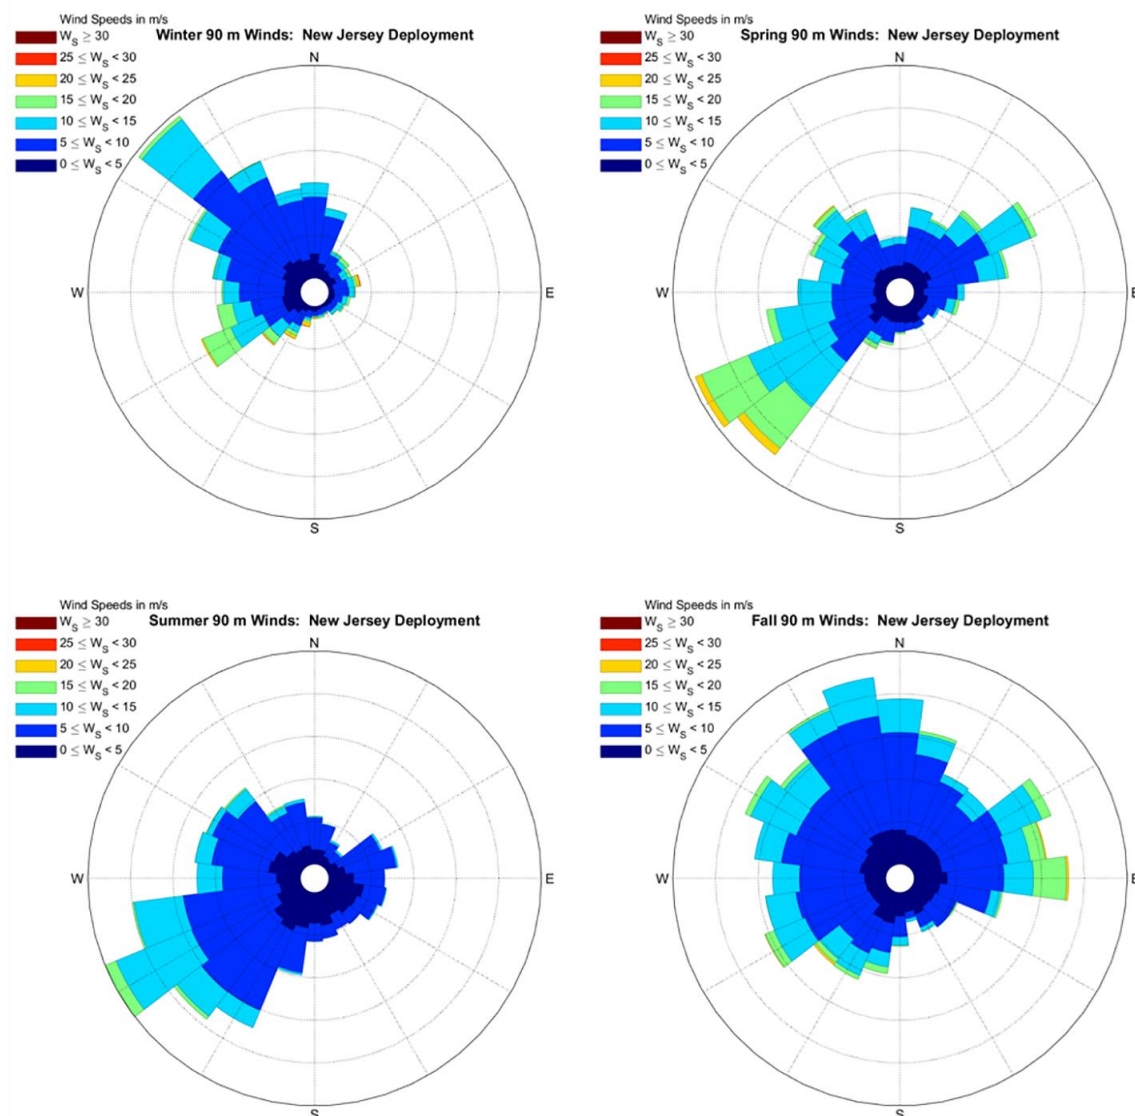 Wind Speeds in m/s
Winter 90 m Winds: New Jersey Deployment
W_S ≥ 30
25 ≤ W_S < 30
20 ≤ W_S < 25
15 ≤ W_S < 20
10 ≤ W_S < 15
5 ≤ W_S < 10
0 ≤ W_S < 5
N
W
E
S
Wind Speeds in m/s
Spring 90 m Winds: New Jersey Deployment
W_S ≥ 30
25 ≤ W_S < 30
20 ≤ W_S < 25
15 ≤ W_S < 20
10 ≤ W_S < 15
5 ≤ W_S < 10
0 ≤ W_S < 5
N
W
E
S
Wind Speeds in m/s
Summer 90 m Winds: New Jersey Deployment
W_S ≥ 30
25 ≤ W_S < 30
20 ≤ W_S < 25
15 ≤ W_S < 20
10 ≤ W_S < 15
5 ≤ W_S < 10
0 ≤ W_S < 5
N
W
E
S
Wind Speeds in m/s
Fall 90 m Winds: New Jersey Deployment
W_S ≥ 30
25 ≤ W_S < 30
20 ≤ W_S < 25
15 ≤ W_S < 20
10 ≤ W_S < 15
5 ≤ W_S < 10
0 ≤ W_S < 5
N
W
E
S